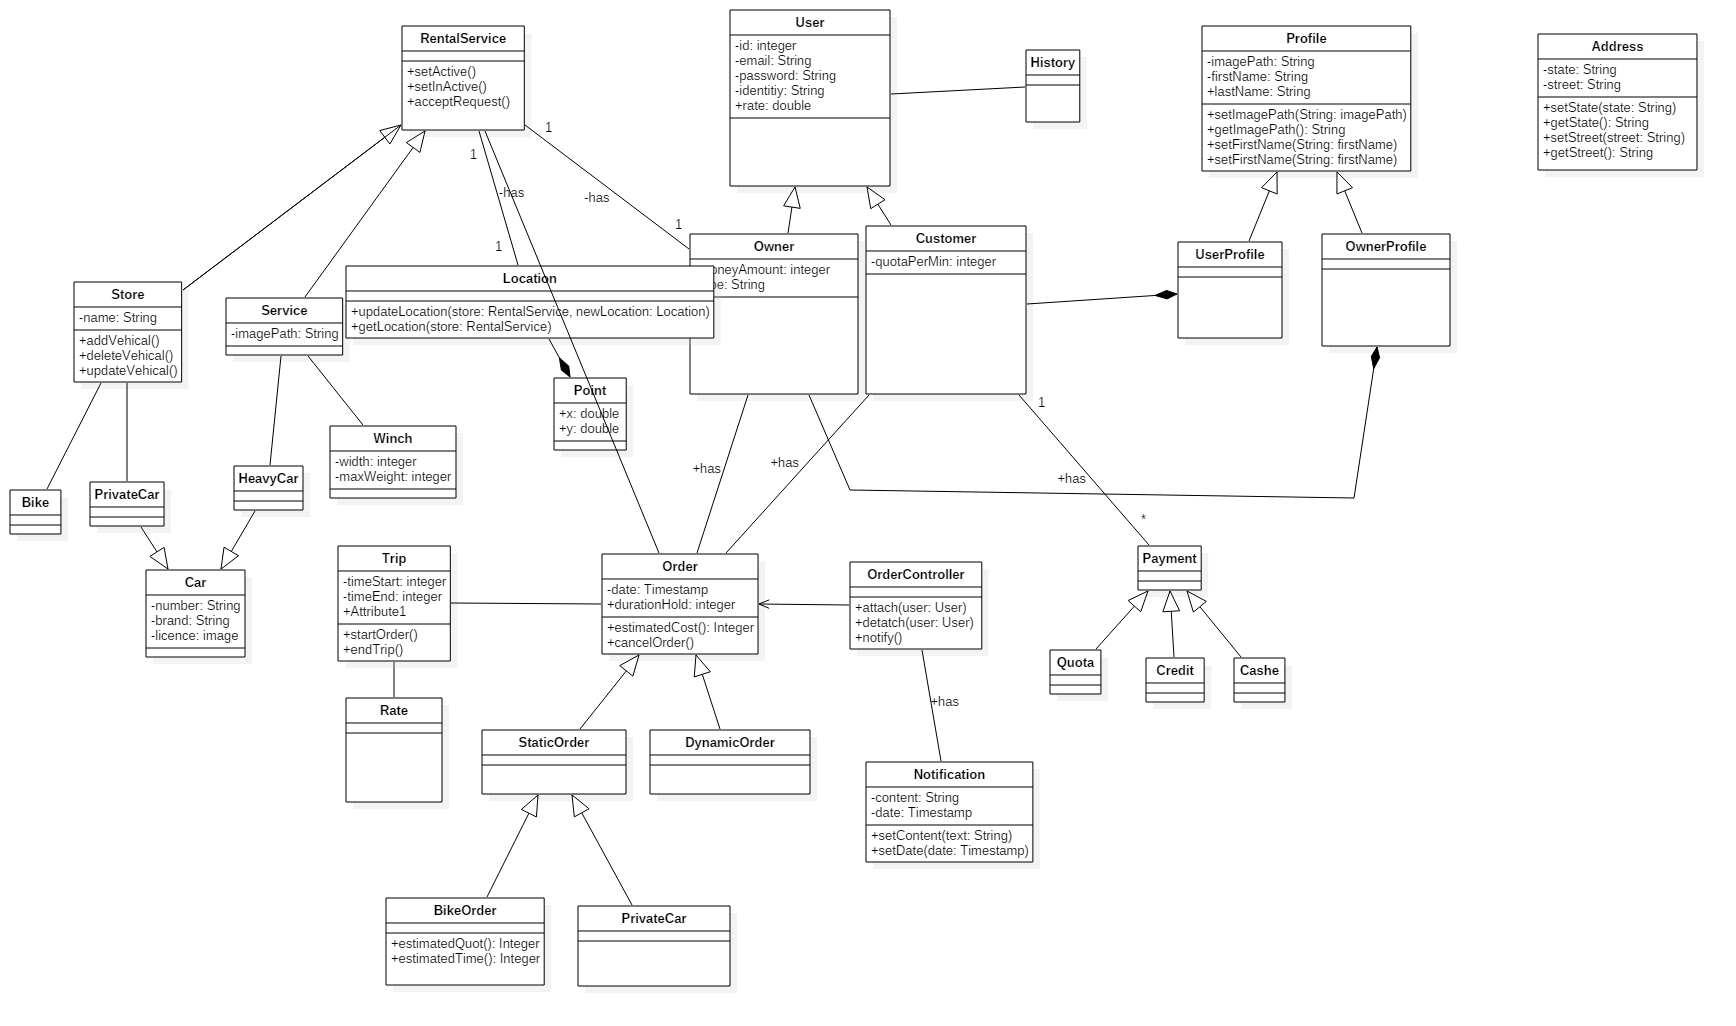 RentalService
+setActive()
+setInActive()
+acceptRequest()
User
-id: integer
-email: String
-password: String
-identitiy: String
+rate: double
History
Profile
-imagePath: String
-firstName: String
-lastName: String
+setImagePath(String: imagePath)
+getImagePath(): String
+setFirstName(String: firstName)
+setFirstName(String: firstName)
Address
-state: String
-street: String
+setState(state: String)
+getState(): String
+setStreet(street: String)
+getStreet(): String
1
1
-has
-has
1
1
Owner
: integer
: String
Customer
-quotaPerMin: integer
UserProfile
OwnerProfile
Store
-name: String
+addVehical()
+deleteVehical()
+updateVehical()
Service
-imagePath: String
Location
+updateLocation(store: RentalService, newLocation: Location)
+getLocation(store: RentalService)
Point
+x: double
+y: double
1
Winch
-width: integer
-maxWeight: integer
+has
+has
+has
*
Bike
PrivateCar
HeavyCar
Car
-number: String
-brand: String
-licence: image
Trip
-timeStart: integer
-timeEnd: integer
+Attribute1
+startOrder()
+endTrip()
Order
-date: Timestamp
+durationHold: integer
+estimatedCost(): Integer
+cancelOrder()
OrderController
+attach(user: User)
+detatch(user: User)
+notify()
Payment
Quota
Credit
Cashe
Rate
+has
StaticOrder
DynamicOrder
Notification
-content: String
-date: Timestamp
+setContent(text: String)
+setDate(date: Timestamp)
BikeOrder
+estimatedQuot(): Integer
+estimatedTime(): Integer
PrivateCar